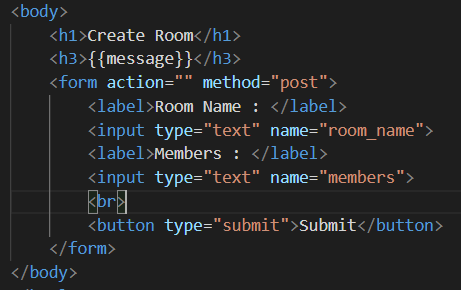 <body>
<h1>Create Room</h1>
<h3>{{message}}</h3>
<form action="" method="post">
<label>Room Name : </label>
<input type="text" name="room_name">
<label>Members : </label>
<input type="text" name="members">
<br>
<button type="submit">Submit</button>
</form>
</body>